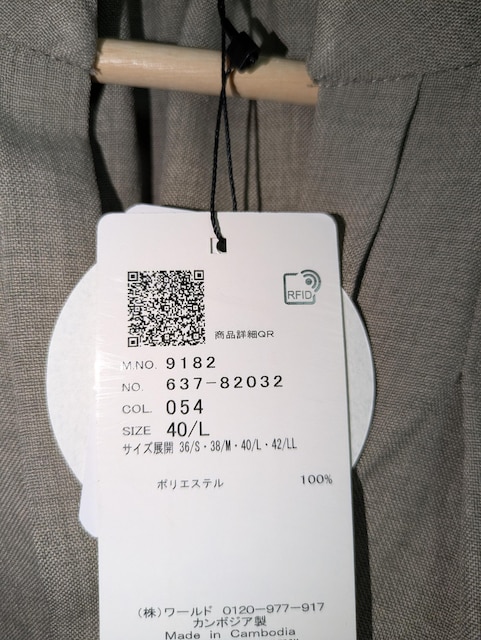 RFID
商品詳細QR
M.NO. 9182
NO. 637-82032
COL. 054
SIZE 40/L
サイズ展開 36/S・38/M・40/L・42/LL
ポリエステル 100%
(株)ワールド 0120-977-917
カンボジア製
Made in Cambodia